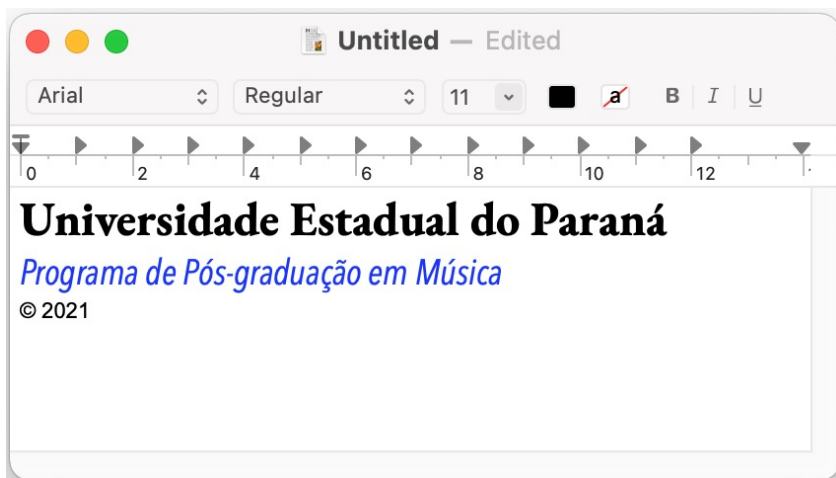 Untitled — Edited
Arial Regular 11 a B I U
0 2 4 6 8 10 12
Universidade Estadual do Paraná
Programa de Pós-graduação em Música
© 2021